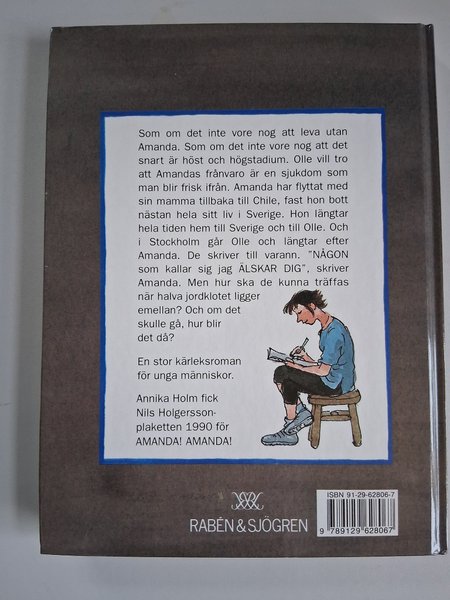 Som om det inte vore nog att leva utan
Amanda. Som om det inte vore nog att det
snart är höst och högstadium. Olle vill tro
att Amandas frånvaro är en sjukdom som
man blir frisk ifrån. Amanda har flyttat med
sin mamma tillbaka till Chile, fast hon bott
nästan hela sitt liv i Sverige. Hon längtar
hela tiden hem till Sverige och till Olle. Och
i Stockholm går Olle och längtar efter
Amanda. De skriver till varann. "NÅGON
som kallar sig jag ÄLSKAR DIG", skriver
Amanda. Men hur ska de kunna träffas
när halva jordklotet ligger
emellan? Och om det
skulle gå, hur blir
det då?
En stor kärleksroman
för unga människor.
Annika Holm fick
Nils Holgersson-
plaketten 1990 för
AMANDA! AMANDA!
RABÉN & SJÖGREN
ISBN 91-29-62806-7
9 789129 628067